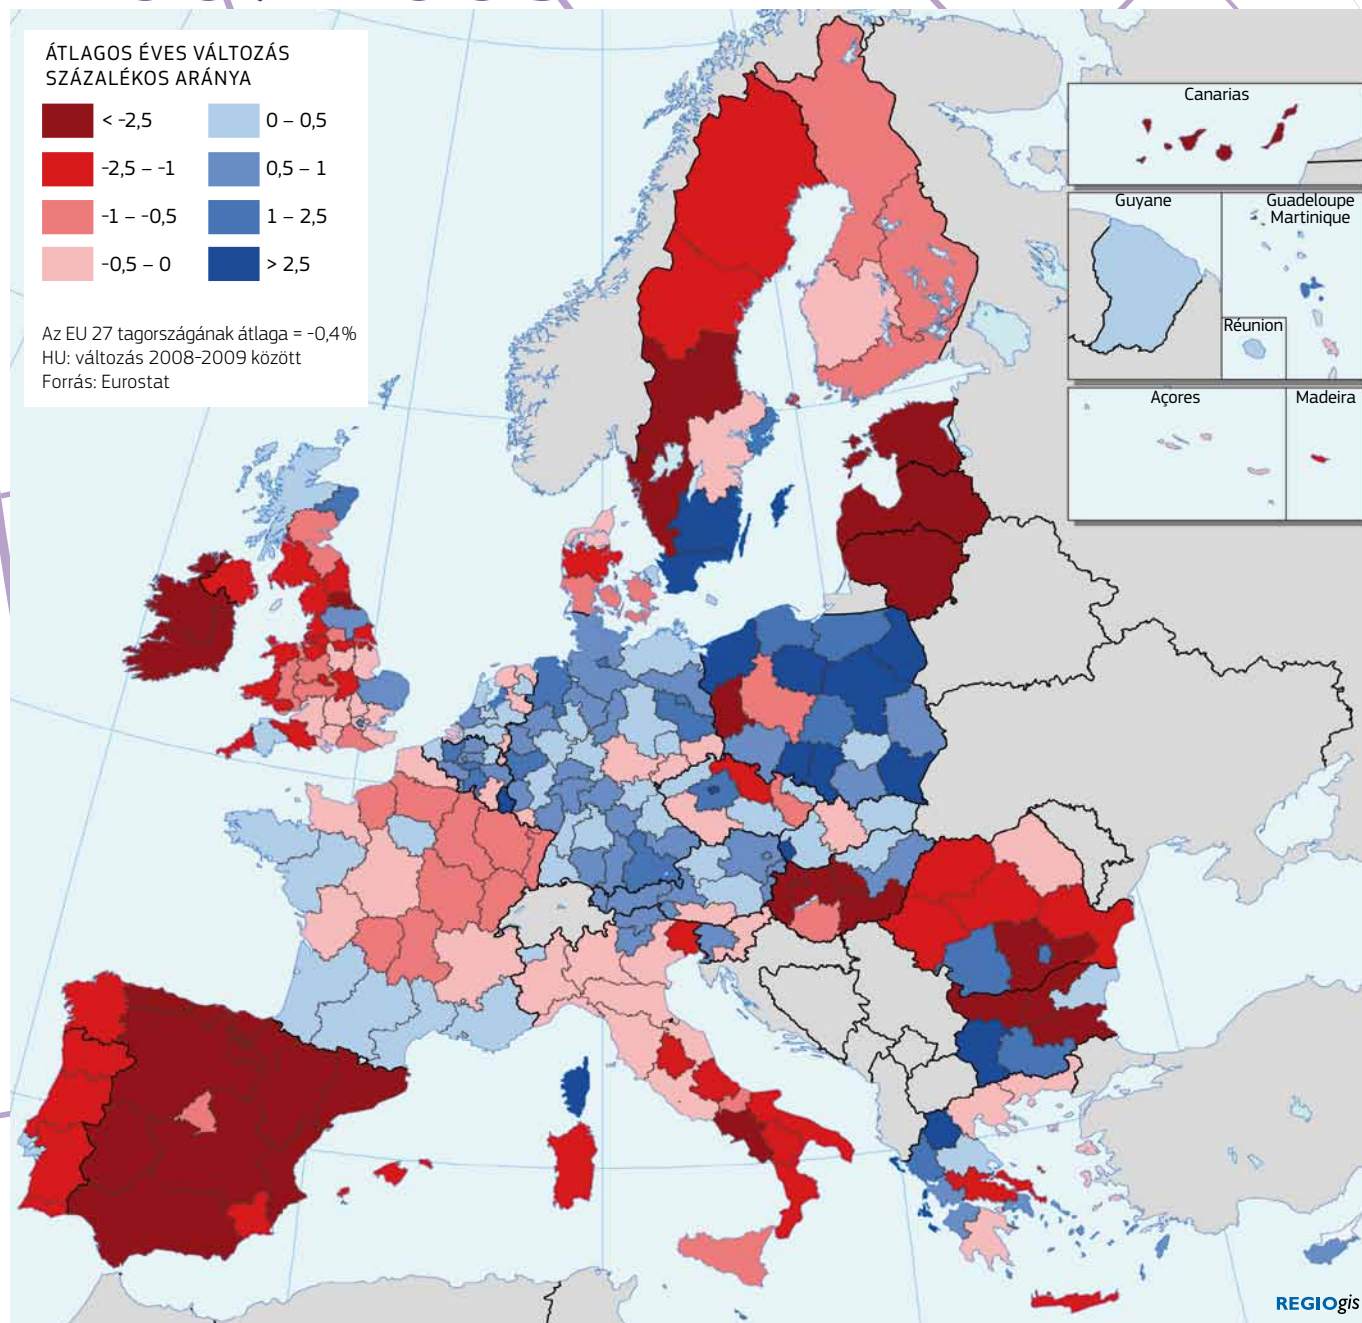 ÁTLAGOS ÉVES VÁLTOZÁS
SZÁZALÉKOS ARÁNYA
< -2,5
-2,5 – -1
-1 – -0,5
-0,5 – 0
0 – 0,5
0,5 – 1
1 – 2,5
> 2,5
Az EU 27 tagországának átlaga = -0,4%
HU: változás 2008-2009 között
Forrás: Eurostat
Canarias
Guyane
Guadeloupe
Martinique
Réunion
Açores
Madeira
REGIOgis